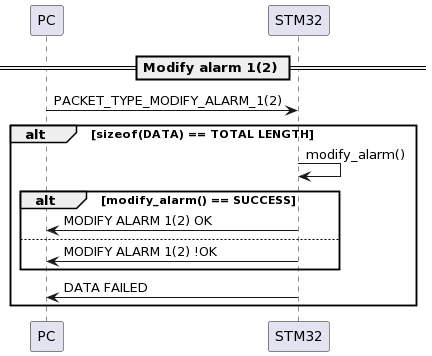 PC
STM32
Modify alarm 1(2)
PACKET_TYPE_MODIFY_ALARM_1(2)
alt [sizeof(DATA) == TOTAL LENGTH]
modify_alarm()
alt [modify_alarm() == SUCCESS]
MODIFY ALARM 1(2) OK
MODIFY ALARM 1(2) !OK
DATA FAILED
PC
STM32